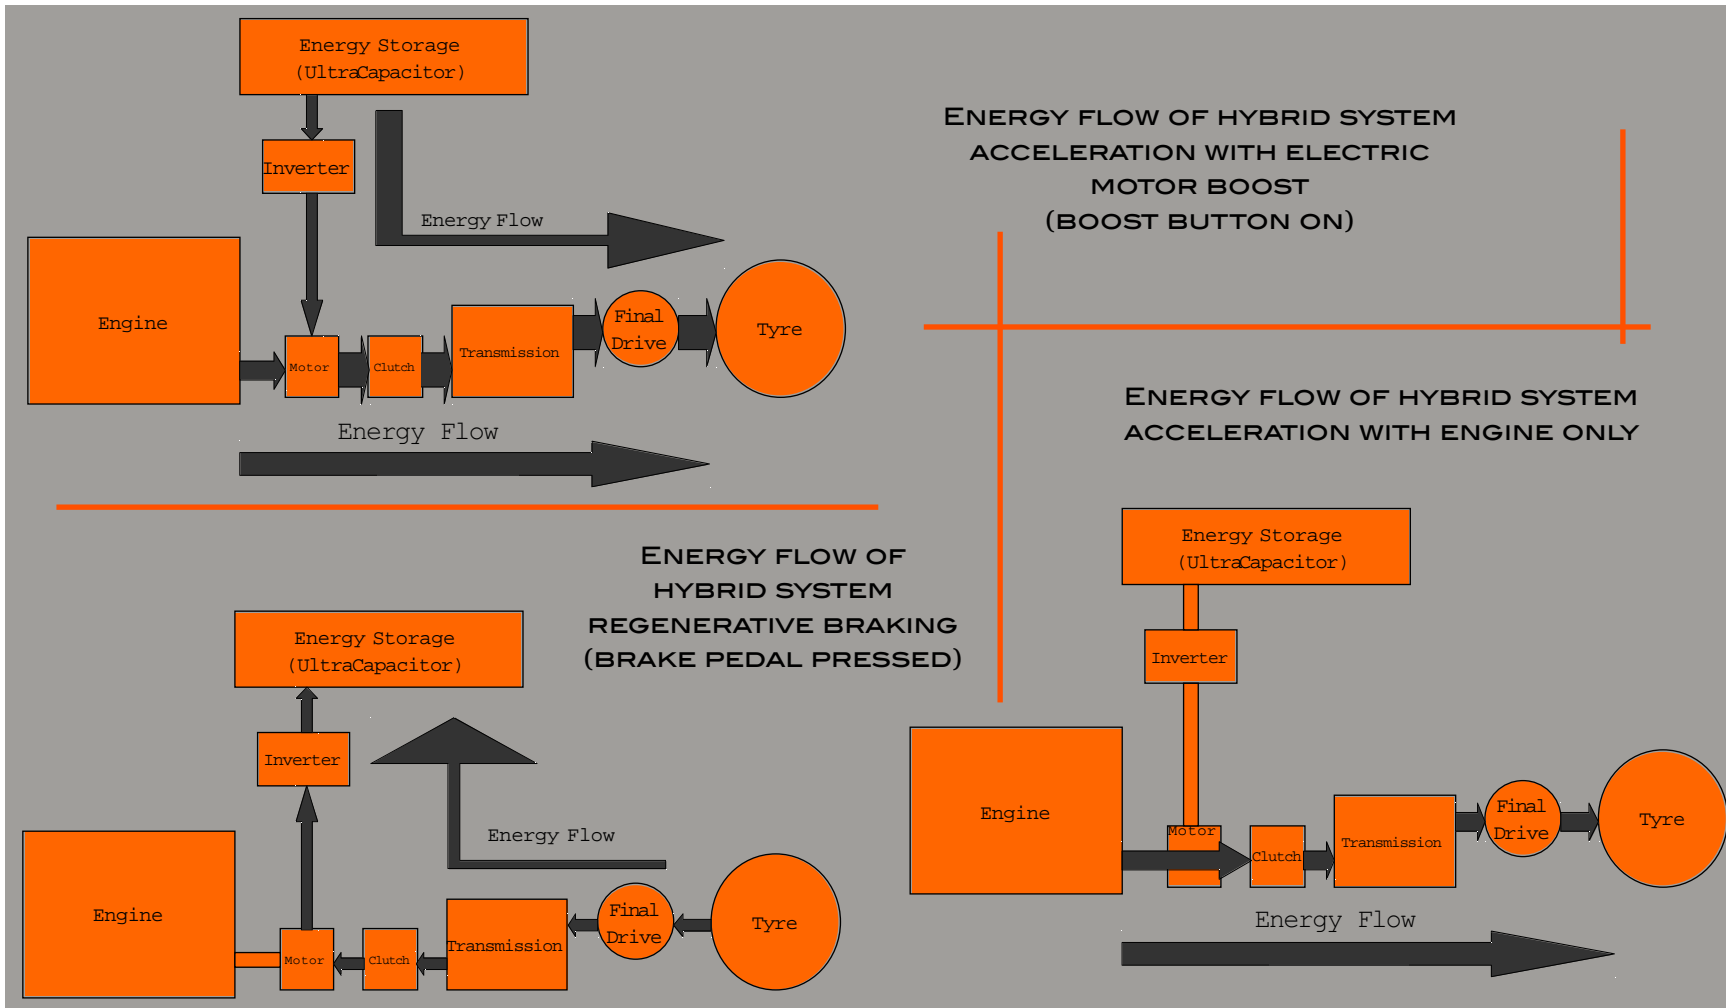 Energy Storage
(UltraCapacitor)
Inverter
Energy Flow
Engine
Motor
Clutch
Transmission
Final
Drive
Tyre
Energy Flow
ENERGY FLOW OF HYBRID SYSTEM
ACCELERATION WITH ELECTRIC
MOTOR BOOST
(BOOST BUTTON ON)
ENERGY FLOW OF HYBRID SYSTEM
ACCELERATION WITH ENGINE ONLY
Energy Storage
(UltraCapacitor)
Inverter
Engine
Motor
Clutch
Transmission
Final
Drive
Tyre
Energy Flow
ENERGY FLOW OF
HYBRID SYSTEM
REGENERATIVE BRAKING
(BRAKE PEDAL PRESSED)
Energy Storage
(UltraCapacitor)
Inverter
Energy Flow
Engine
Motor
Clutch
Transmission
Final
Drive
Tyre